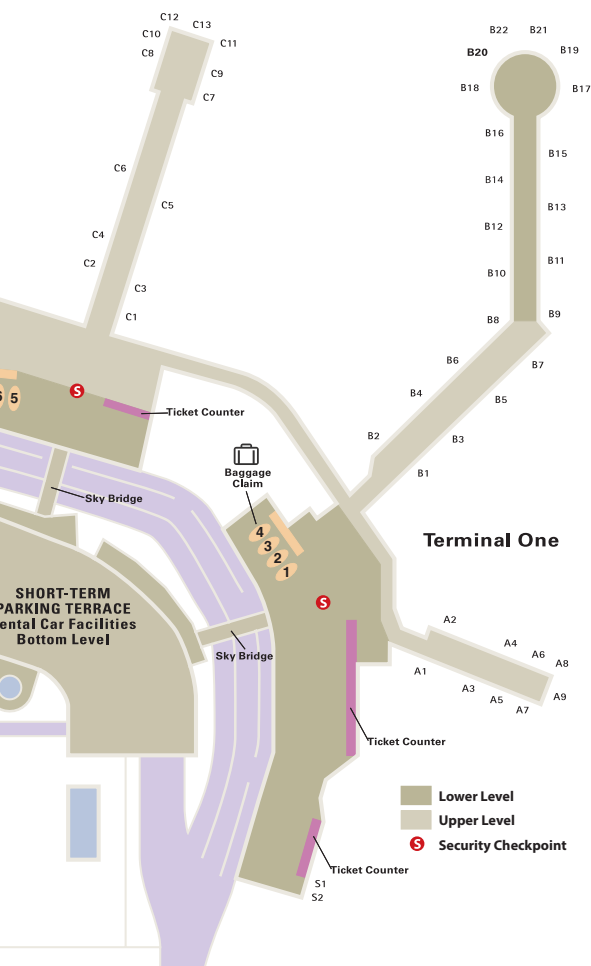 C12
C13
C10
C11
C8
C9
C7
C6
C5
C4
C2
C3
C1
B22
B21
B20
B19
B18
B17
B16
B15
B14
B13
B12
B11
B10
B9
B8
B7
B6
B5
B4
B3
B2
B1
5
S
Ticket Counter
Sky Bridge
Baggage
Claim
4
3
2
1
Terminal One
SHORT-TERM
PARKING TERRACE
ental Car Facilities
Bottom Level
S
Sky Bridge
A2
A4
A6
A8
A1
A3
A5
A7
A9
Ticket Counter
Lower Level
Upper Level
S Security Checkpoint
Ticket Counter
S1
S2